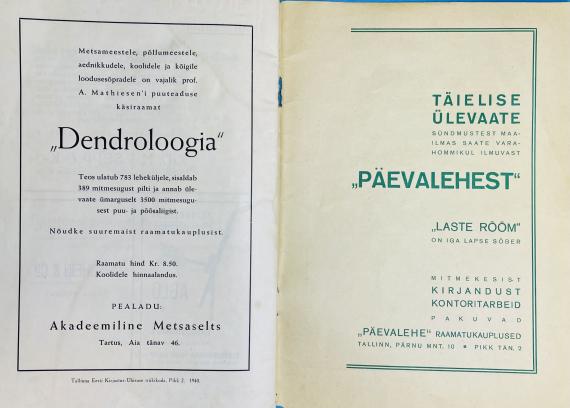 Metsameestele, põllumeestele,
aednikkudele, koolidele ja kõigile
loodusesõpradele on vajalik prof.
A. Mathiesen'i puuteaduse
käsiraamat
„Dendroloogia“
Teos ulatub 783 leheküljele, sisaldab
389 mitmesugust pilti ja annab üle-
vaate ümarguselt 3500 mitmesugu-
sest puu- ja põõsaliigist.
Nõudke suuremaist raamatukauplusist.
Raamatu hind Kr. 8.50.
Koolidele hinnaalandus.
PEALADU:
Akadeemiline Metsaselts
Tartus, Aia tänav 46.
Tallinna Eesti Kirjastus-Ühisuse trükikoda, Pikk 2. 1940.
TÄIELISE
ÜLEVAATE
SÜNDMUSTEST MAA-
ILMAS SAATE VARA-
HOMMIKUL ILMUVAST
„PÄEVALEHEST“
„LASTE RÕÕM“
ON IGA LAPSE SÕBER
MITMEKESIST
KIRJANDUST
KONTORITARBEID
PAKUVAD
„PÄEVALEHE“ RAAMATUKAUPLUSED
TALLINN, PÄRNU MNT. 10 ▪ PIKK TÄN. 2